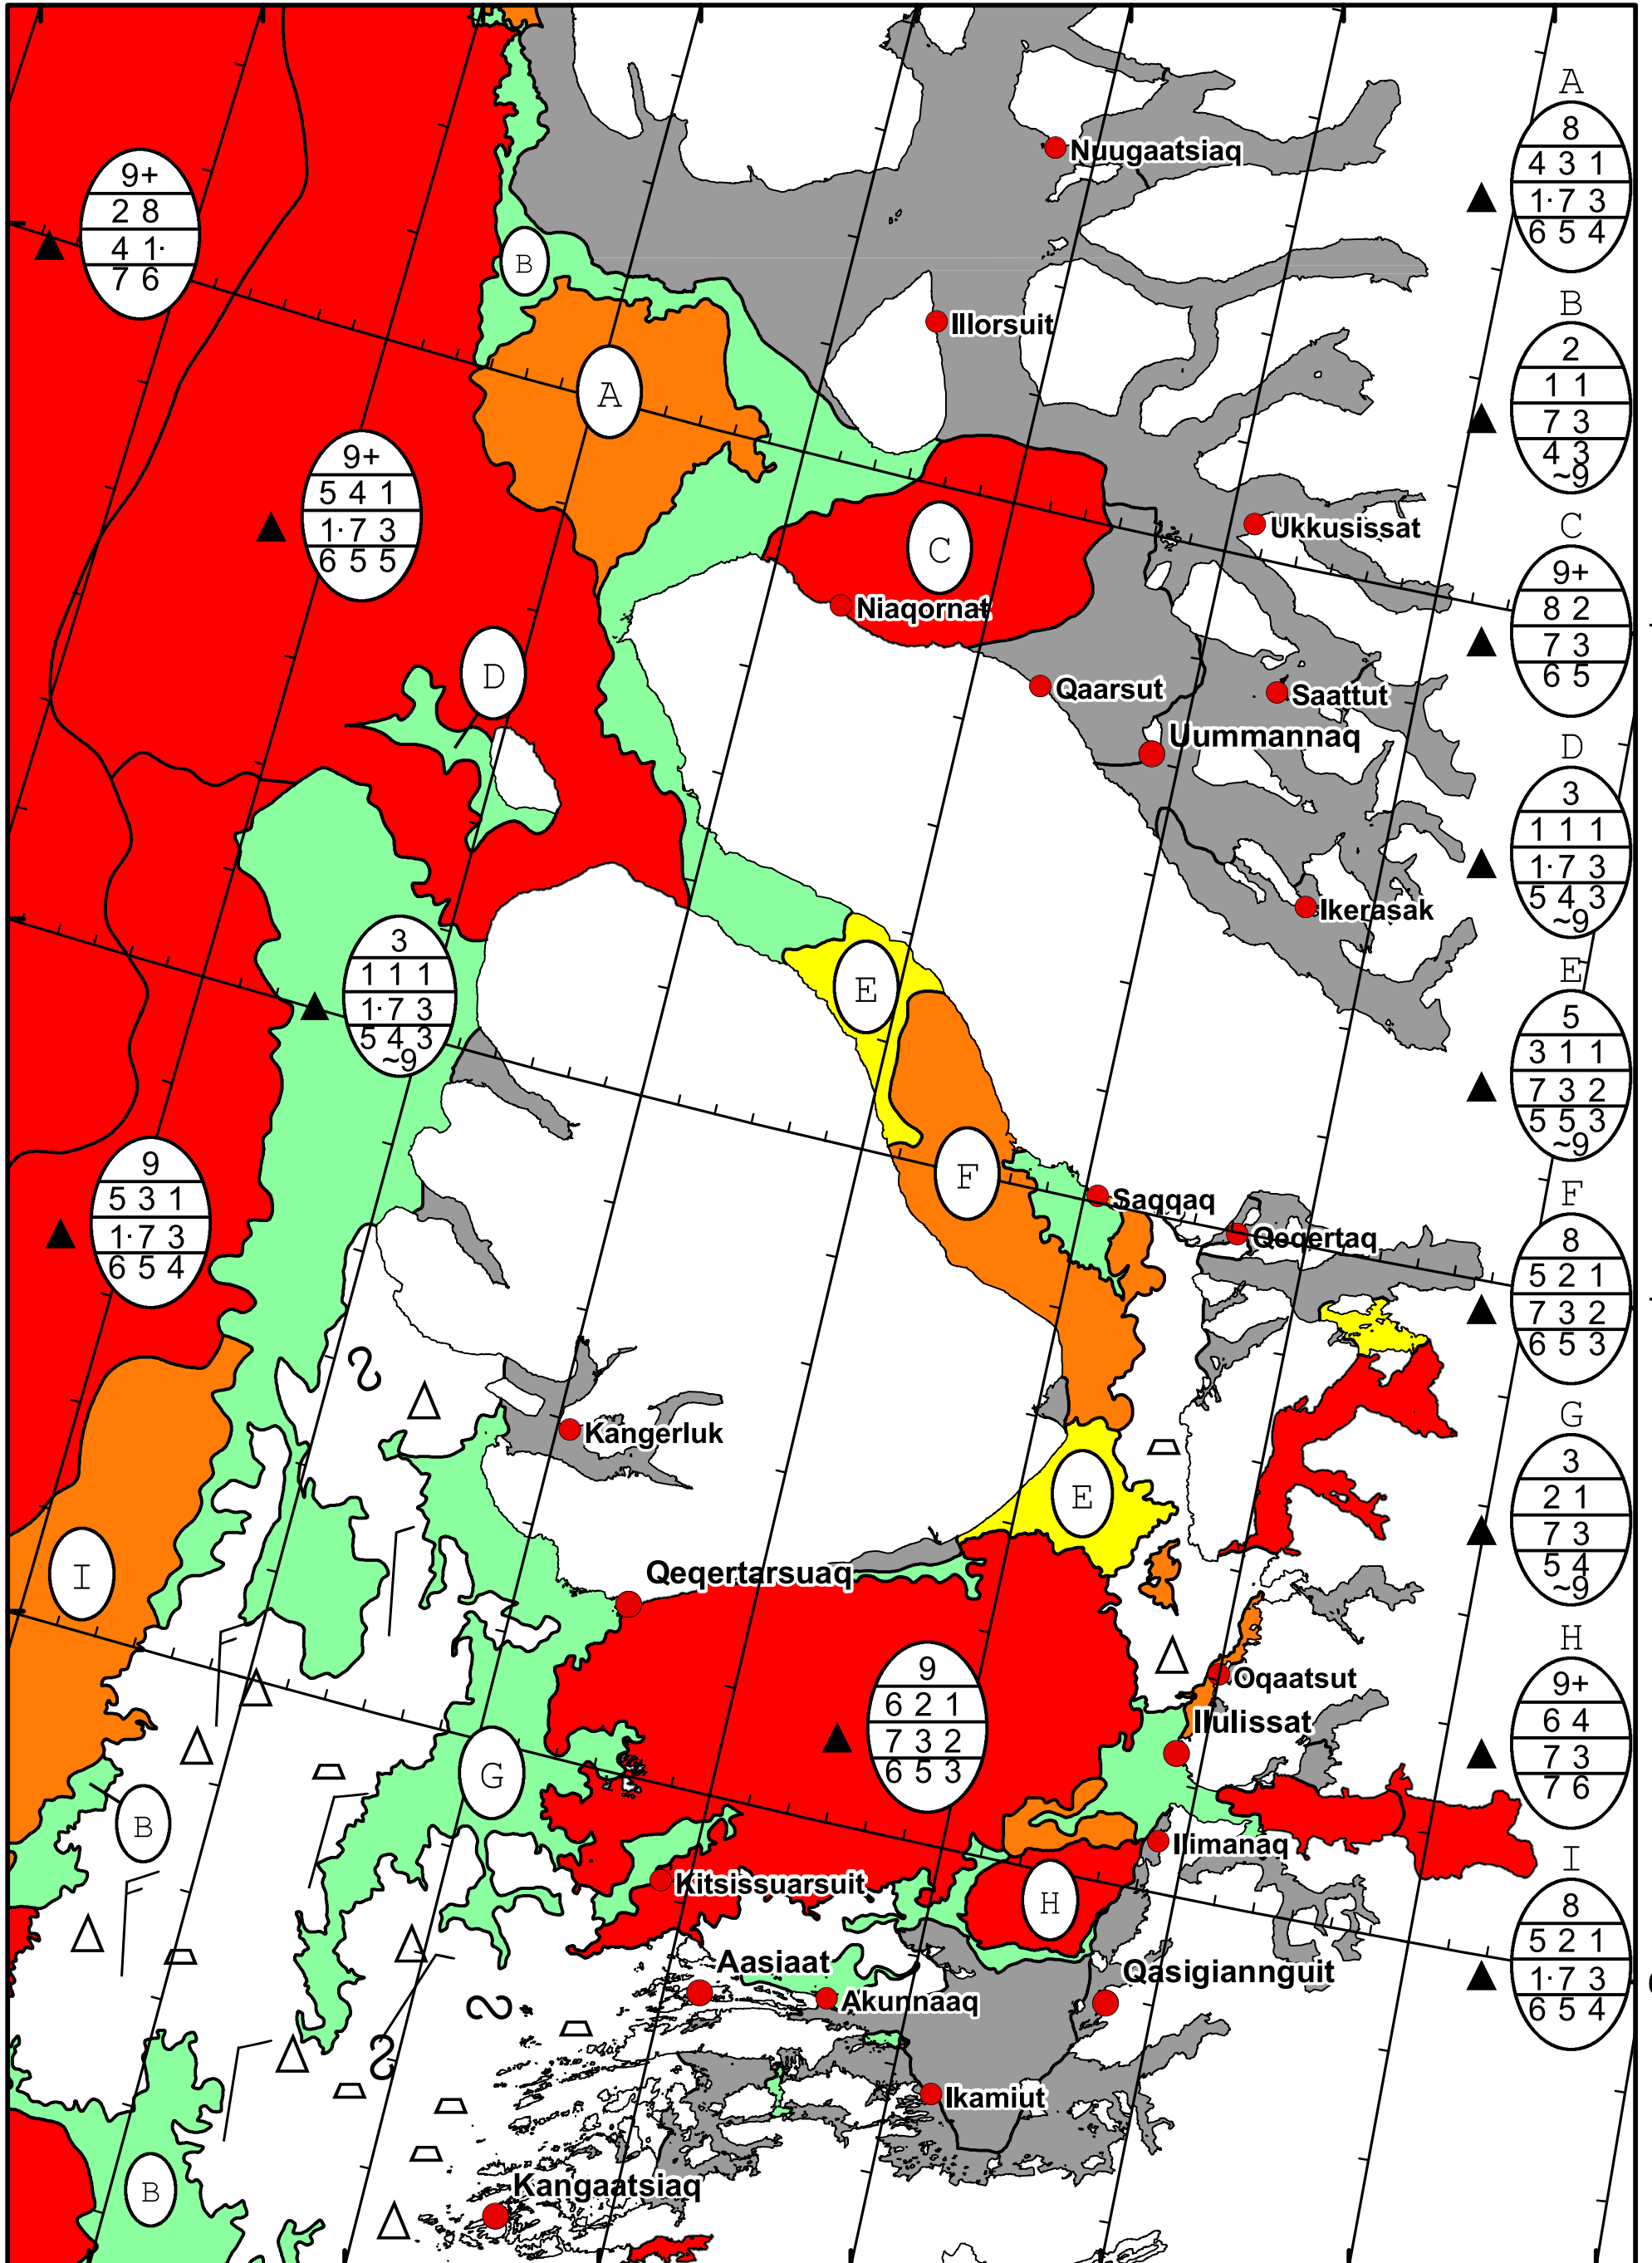 A
8
4 3 1
1· 7 3
6 5 4
Nuugaatsiaq
9+
2 8
4 1·
7 6
B
B
2
1 1
7 3
4 3
~9
Illorsuit
A
9+
5 4 1
1· 7 3
6 5 5
C
C
9+
8 2
7 3
6 5
Ukkusissat
Niaqornat
D
Qaarsut
Saattut
Uummannaq
D
3
1 1 1
1· 7 3
5 4 3
~9
Ikerasak
3
1 1 1
1· 7 3
5 4 3
~9
E
E
5
3 1 1
7 3 2
5 5 3
~9
9
5 3 1
1· 7 3
6 5 4
F
Saqqaq
Qeqertaq
F
8
5 2 1
7 3 2
6 5 3
Kangerluk
G
3
2 1
7 3
5 4
~9
E
I
Qeqertarsuaq
9
6 2 1
7 3 2
6 5 3
Oqaatsut
Ilulissat
H
9+
6 4
7 3
7 6
G
B
Ilimanaq
Kitsissuarsuit
H
I
8
5 2 1
1· 7 3
6 5 4
Aasiaat
Akunnaaq
Qasigiannguit
Ikamiut
B
Kangaatsiaq